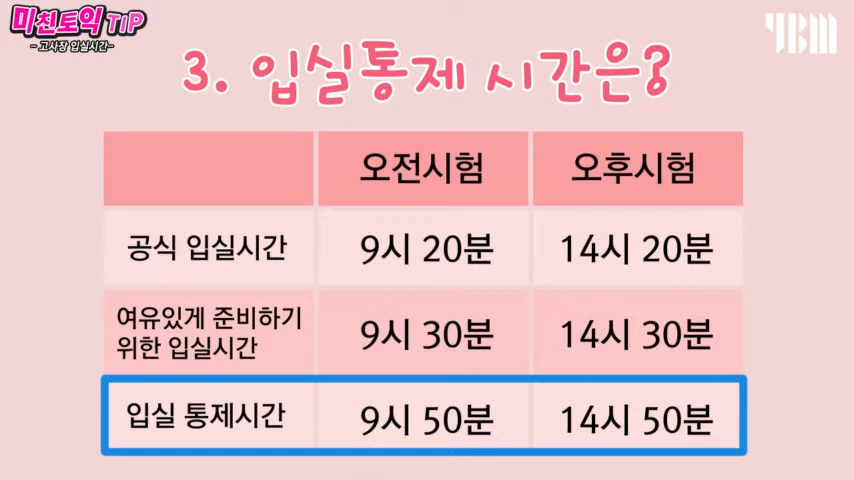 미친토익 TIP
- 고사장 입실시간-
YBM
3. 입실통제 시간은?
오전시험 오후시험
공식 입실시간 9시 20분 14시 20분
여유있게 준비하기
위한 입실시간 9시 30분 14시 30분
입실 통제시간 9시 50분 14시 50분